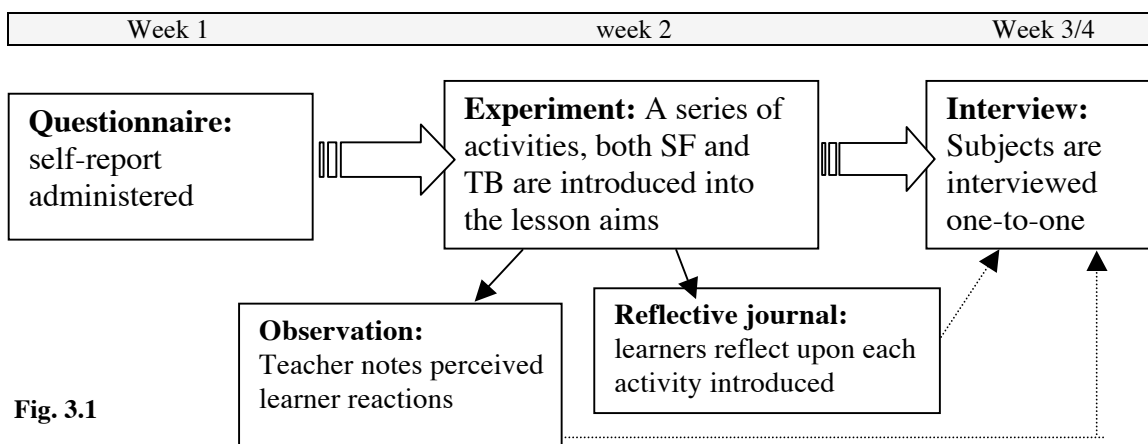 Week 1 week 2 Week 3/4
Questionnaire:
self-report
administered
Experiment: A series of
activities, both SF and
TB are introduced into
the lesson aims
Interview:
Subjects are
interviewed
one-to-one
Observation:
Teacher notes perceived
learner reactions
Reflective journal:
learners reflect upon each
activity introduced
Fig. 3.1